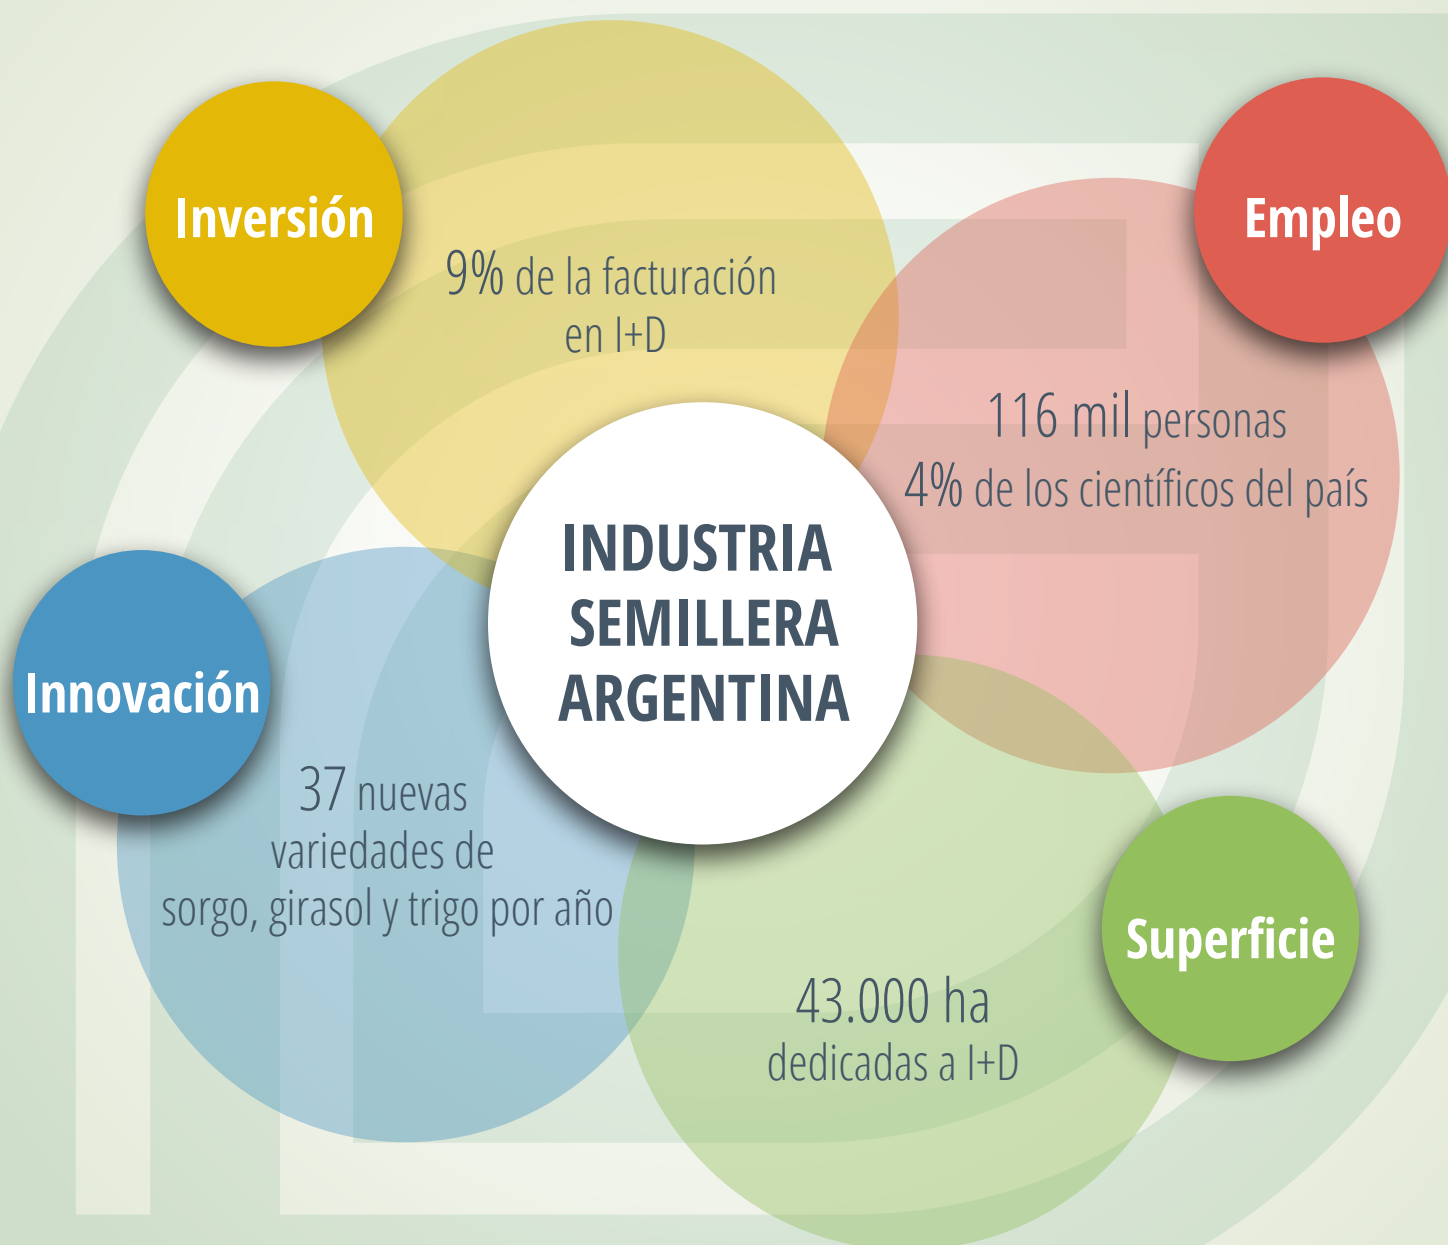 Inversión
9% de la facturación
en I+D
Empleo
116 mil personas
4% de los científicos del país
INDUSTRIA
SEMILLERA
ARGENTINA
Innovación
37 nuevas
variedades de
sorgo, girasol y trigo por año
Superficie
43.000 ha
dedicadas a I+D